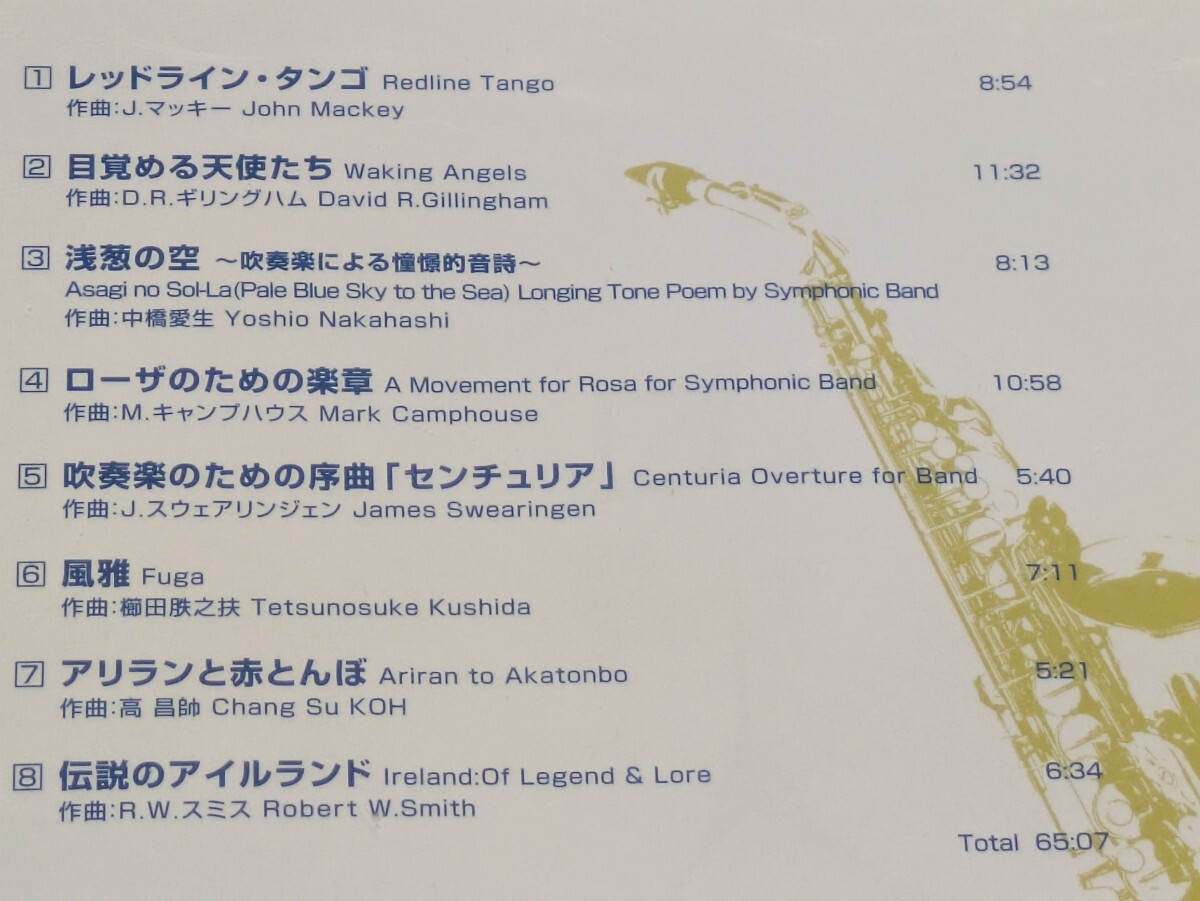 1 レッドライン・タンゴ Redline Tango 8:54
作曲:J.マッキー John Mackey
2 目覚める天使たち Waking Angels 11:32
作曲:D.R.ギリングハム David R.Gillingham
3 浅葱の空 ～吹奏楽による憧憬的音詩～ 8:13
Asagi no Sol-La(Pale Blue Sky to the Sea) Longing Tone Poem by Symphonic Band
作曲:中橋愛生 Yoshio Nakahashi
4 ローザのための楽章 A Movement for Rosa for Symphonic Band 10:58
作曲:M.キャンプハウス Mark Camphouse
5 吹奏楽のための序曲「センチュリア」 Centuria Overture for Band 5:40
作曲:J.スウェアリンジェン James Swearingen
6 風雅 Fuga 7:11
作曲:櫛田胅之扶 Tetsunosuke Kushida
7 アリランと赤とんぼ Ariran to Akatonbo 5:21
作曲:高 昌帥 Chang Su KOH
8 伝説のアイルランド Ireland:Of Legend & Lore 6:34
作曲:R.W.スミス Robert W.Smith
Total 65:07